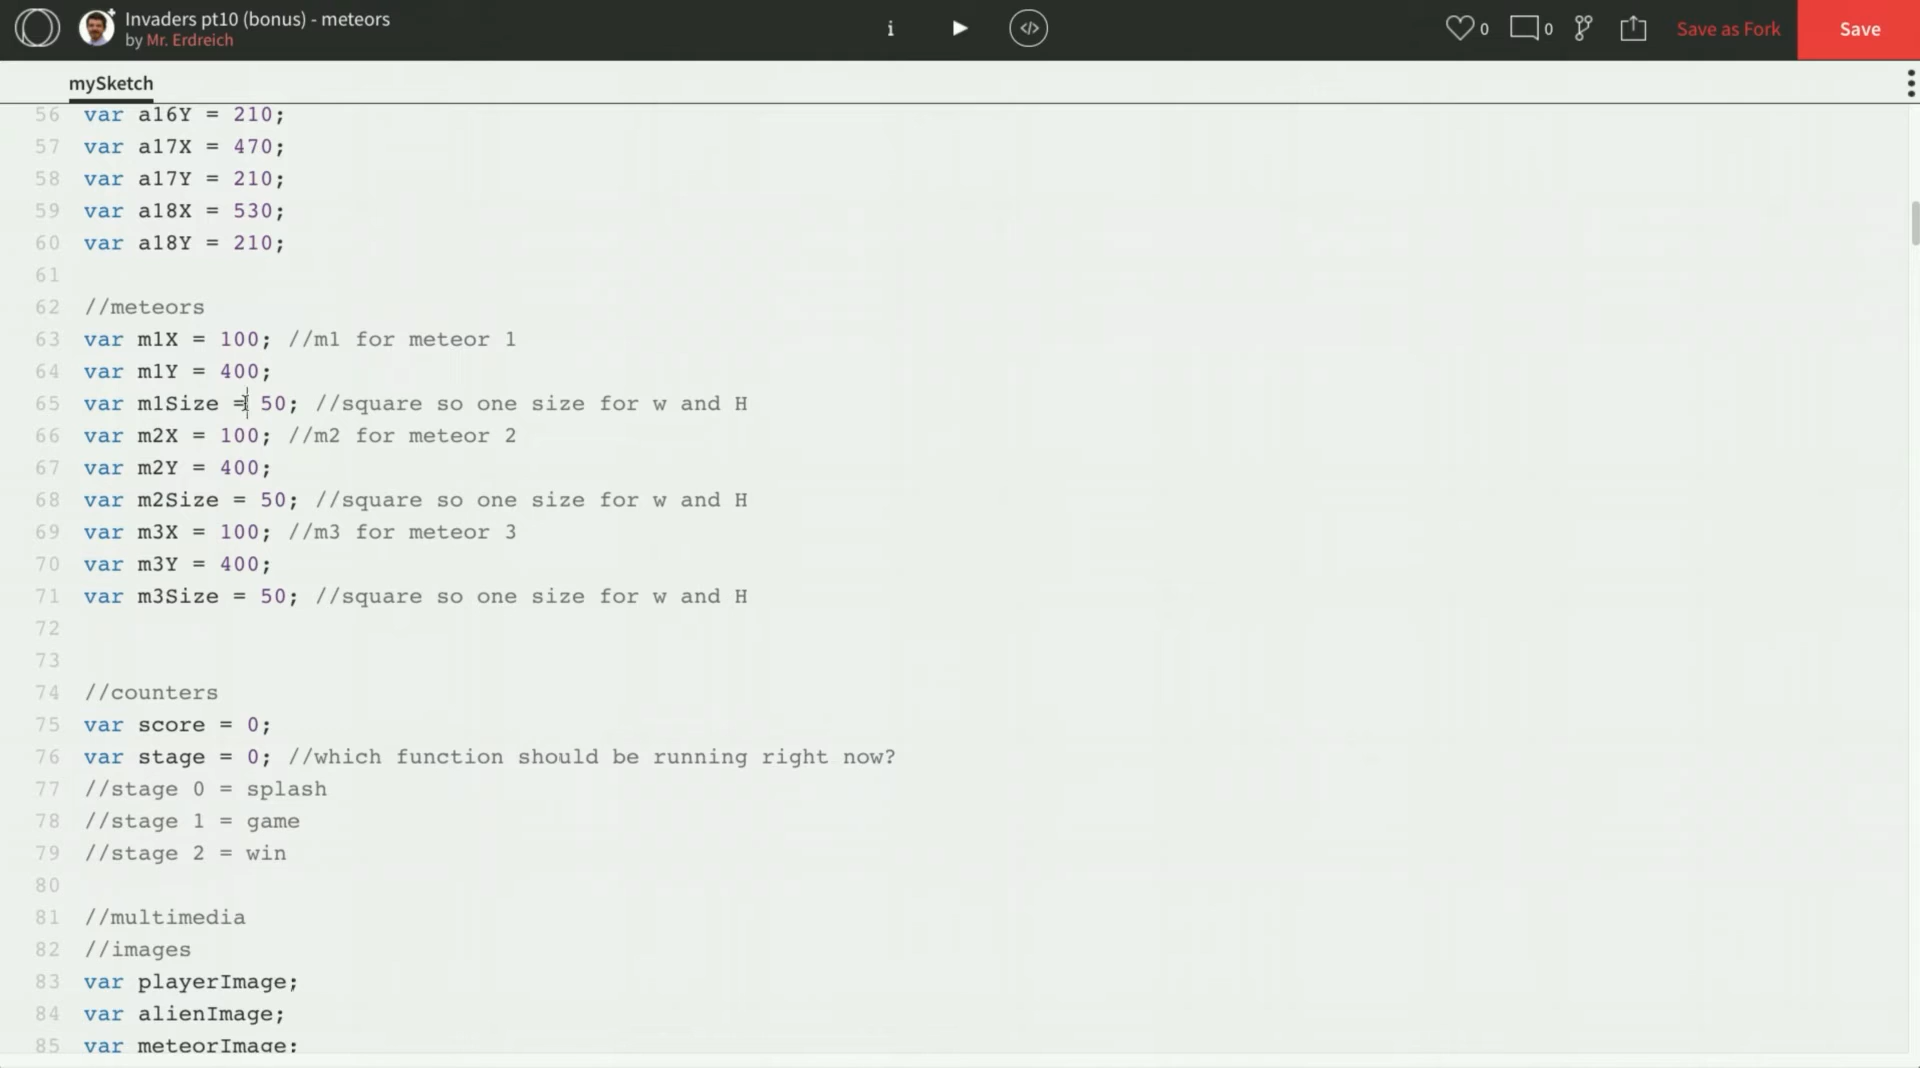 Invaders pt10 (bonus) - meteors
by Mr. Erdreich
i
</>
0
0
Save as Fork
Save
mySketch
56 var a16Y = 210;
57 var a17X = 470;
58 var a17Y = 210;
59 var a18X = 530;
60 var a18Y = 210;
61
62 //meteors
63 var m1X = 100; //m1 for meteor 1
64 var m1Y = 400;
65 var m1Size = 50; //square so one size for w and H
66 var m2X = 100; //m2 for meteor 2
67 var m2Y = 400;
68 var m2Size = 50; //square so one size for w and H
69 var m3X = 100; //m3 for meteor 3
70 var m3Y = 400;
71 var m3Size = 50; //square so one size for w and H
72
73
74 //counters
75 var score = 0;
76 var stage = 0; //which function should be running right now?
77 //stage 0 = splash
78 //stage 1 = game
79 //stage 2 = win
80
81 //multimedia
82 //images
83 var playerImage;
84 var alienImage;
85 var meteorImage;